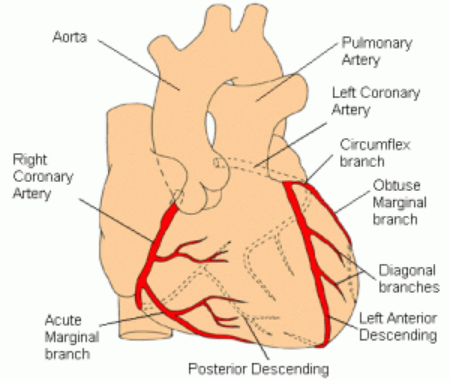 Aorta
Pulmonary
Artery
Left Coronary
Artery
Circumflex
branch
Right
Coronary
Artery
Obtuse
Marginal
branch
Diagonal
branches
Acute
Marginal
branch
Left Anterior
Descending
Posterior Descending